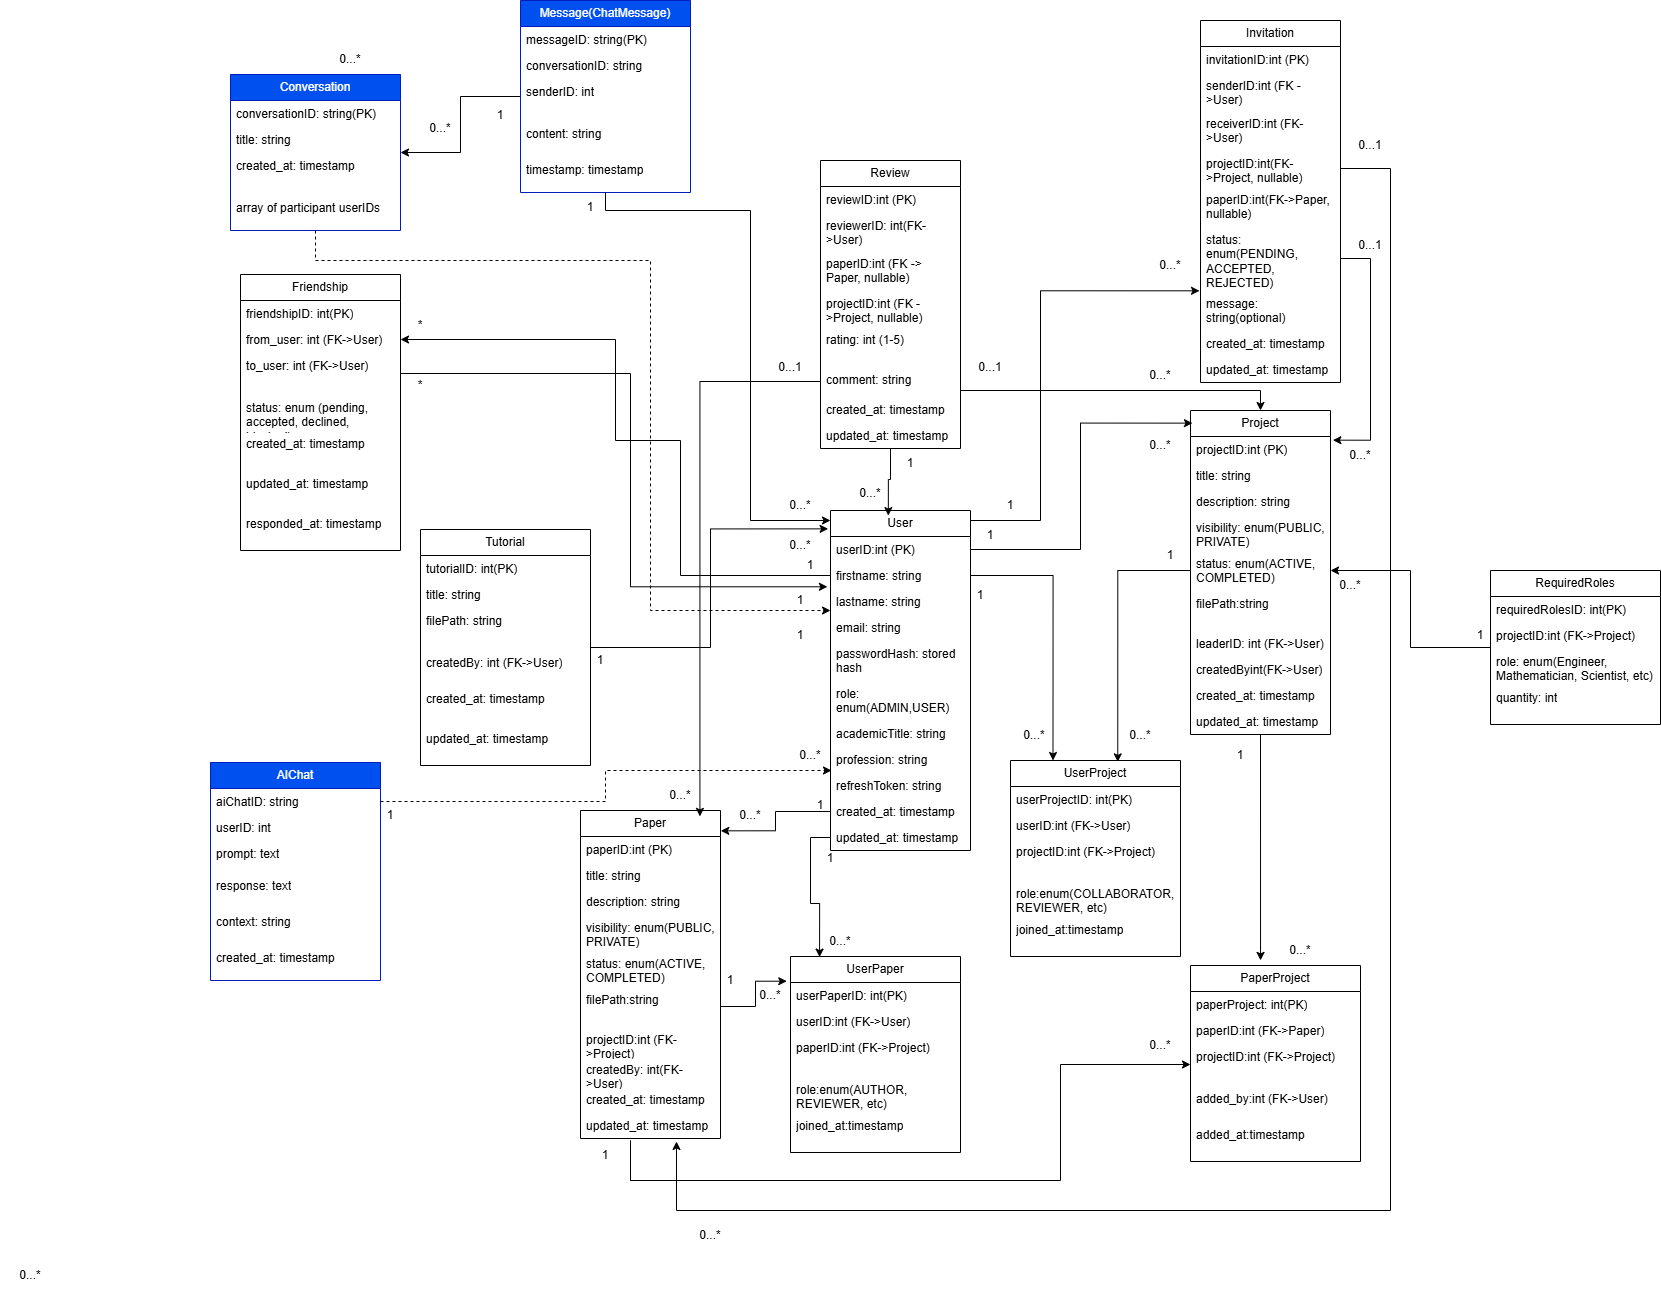 Message(ChatMessage)
messageID: string(PK)
conversationID: string
senderID: int
content: string
timestamp: timestamp
1
1
0...*
0...*
Conversation
conversationID: string(PK)
title: string
created_at: timestamp
array of participant userIDs
Friendship
friendshipID: int(PK)
from_user: int (FK->User)
to_user: int (FK->User)
status: enum (pending,
accepted, declined,
created_at: timestamp
updated_at: timestamp
responded_at: timestamp
*
*
Tutorial
tutorialID: int(PK)
title: string
filePath: string
createdBy: int (FK->User)
created_at: timestamp
updated_at: timestamp
1
AIChat
aiChatID: string
userID: int
prompt: text
response: text
context: string
created_at: timestamp
1
Review
reviewID:int (PK)
reviewerID: int(FK-
>User)
paperID:int (FK ->
Paper, nullable)
projectID:int (FK -
>Project, nullable)
rating: int (1-5)
comment: string
created_at: timestamp
updated_at: timestamp
0...1
0...1
1
0...*
0...*
0...*
1
1
1
0...*
User
userID:int (PK)
firstname: string
lastname: string
email: string
passwordHash: stored
hash
role:
enum(ADMIN,USER)
academicTitle: string
profession: string
refreshToken: string
created_at: timestamp
updated_at: timestamp
1
1
1
1
1
Invitation
invitationID:int (PK)
senderID:int (FK -
>User)
receiverID:int (FK-
>User)
projectID:int(FK-
>Project, nullable)
paperID:int(FK->Paper,
nullable)
status:
enum(PENDING,
ACCEPTED,
REJECTED)
message:
string(optional)
created_at: timestamp
updated_at: timestamp
0...1
0...1
0...*
0...*
0...*
0...*
Project
projectID:int (PK)
title: string
description: string
visibility: enum(PUBLIC,
PRIVATE)
status: enum(ACTIVE,
COMPLETED)
filePath:string
leaderID: int (FK->User)
createdByint(FK->User)
created_at: timestamp
updated_at: timestamp
1
0...*
1
1
RequiredRoles
requiredRolesID: int(PK)
projectID:int (FK->Project)
role: enum(Engineer,
Mathematician, Scientist, etc)
quantity: int
0...*
0...*
UserProject
userProjectID: int(PK)
userID:int (FK->User)
projectID:int (FK->Project)
role:enum(COLLABORATOR,
REVIEWER, etc)
joined_at:timestamp
0...*
0...*
Paper
paperID:int (PK)
title: string
description: string
visibility: enum(PUBLIC,
PRIVATE)
status: enum(ACTIVE,
COMPLETED)
filePath:string
projectID:int (FK-
>Project)
createdBy: int(FK-
>User)
created_at: timestamp
updated_at: timestamp
1
1
0...*
0...*
UserPaper
userPaperID: int(PK)
userID:int (FK->User)
paperID:int (FK->Project)
role:enum(AUTHOR,
REVIEWER, etc)
joined_at:timestamp
0...*
0...*
PaperProject
paperProject: int(PK)
paperID:int (FK->Paper)
projectID:int (FK->Project)
added_by:int (FK->User)
added_at:timestamp
0...*
0...*